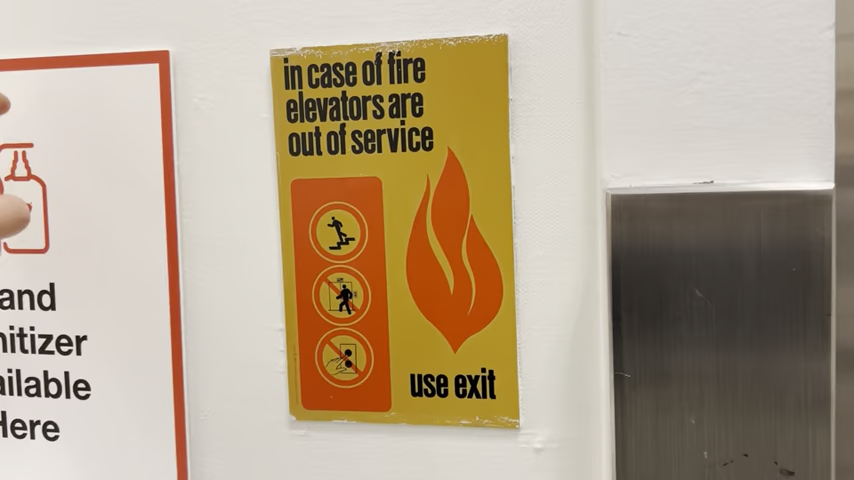 in case of fire
elevators are
out of service
use exit
and
nitizer
ailable
Here